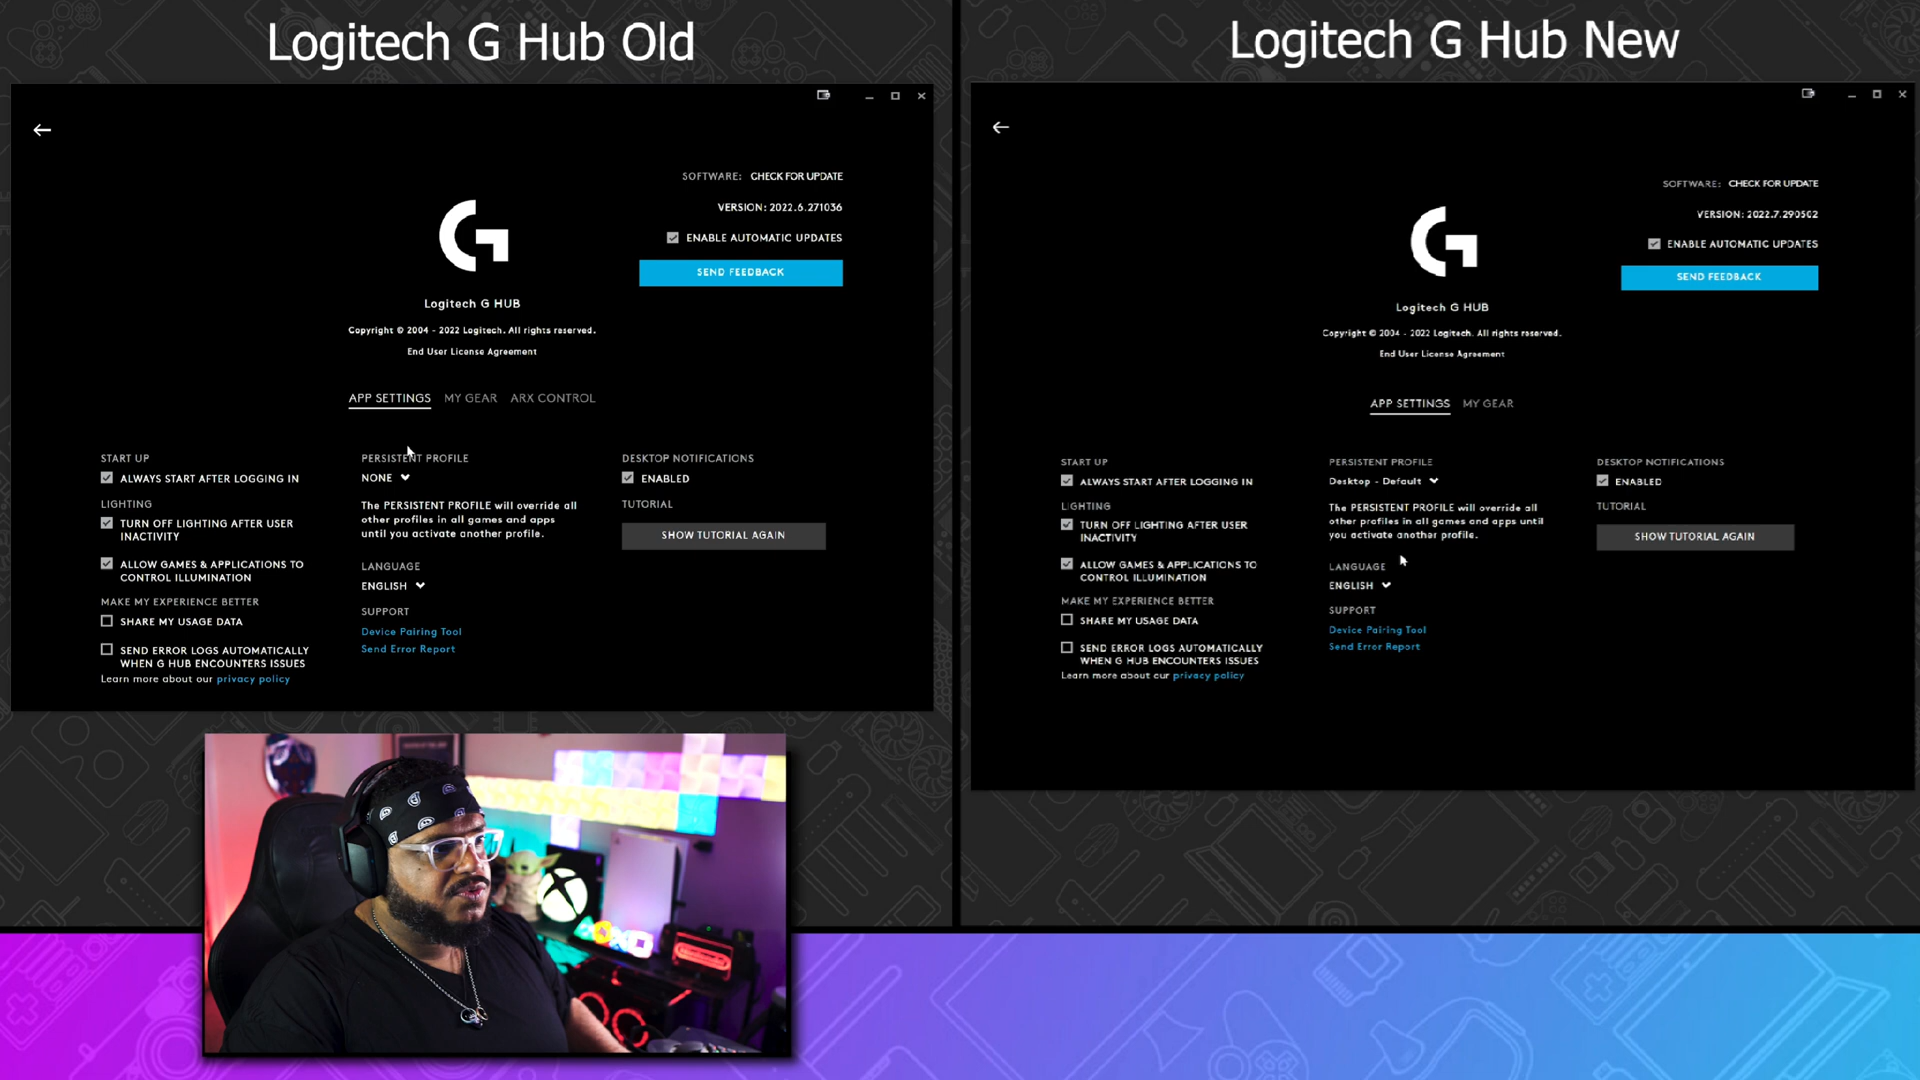 Logitech G Hub Old
SOFTWARE: CHECK FOR UPDATE
VERSION: 2022.6.271036
ENABLE AUTOMATIC UPDATES
SEND FEEDBACK
Logitech G HUB
Copyright © 2004 - 2022 Logitech. All rights reserved.
End User License Agreement
APP SETTINGS MY GEAR ARX CONTROL
START UP
ALWAYS START AFTER LOGGING IN
LIGHTING
TURN OFF LIGHTING AFTER USER
INACTIVITY
ALLOW GAMES & APPLICATIONS TO
CONTROL ILLUMINATION
MAKE MY EXPERIENCE BETTER
SHARE MY USAGE DATA
SEND ERROR LOGS AUTOMATICALLY
WHEN G HUB ENCOUNTERS ISSUES
Learn more about our privacy policy
PERSISTENT PROFILE
NONE
The PERSISTENT PROFILE will override all
other profiles in all games and apps
until you activate another profile.
LANGUAGE
ENGLISH
SUPPORT
Device Pairing Tool
Send Error Report
DESKTOP NOTIFICATIONS
ENABLED
TUTORIAL
SHOW TUTORIAL AGAIN
Logitech G Hub New
SOFTWARE: CHECK FOR UPDATE
VERSION: 2022.7.290502
ENABLE AUTOMATIC UPDATES
SEND FEEDBACK
Logitech G HUB
Copyright © 2004 - 2022 Logitech. All rights reserved.
End User License Agreement
APP SETTINGS MY GEAR
START UP
ALWAYS START AFTER LOGGING IN
LIGHTING
TURN OFF LIGHTING AFTER USER
INACTIVITY
ALLOW GAMES & APPLICATIONS TO
CONTROL ILLUMINATION
MAKE MY EXPERIENCE BETTER
SHARE MY USAGE DATA
SEND ERROR LOGS AUTOMATICALLY
WHEN G HUB ENCOUNTERS ISSUES
Learn more about our privacy policy
PERSISTENT PROFILE
Desktop - Default
The PERSISTENT PROFILE will override all
other profiles in all games and apps until
you activate another profile.
LANGUAGE
ENGLISH
SUPPORT
Device Pairing Tool
Send Error Report
DESKTOP NOTIFICATIONS
ENABLED
TUTORIAL
SHOW TUTORIAL AGAIN